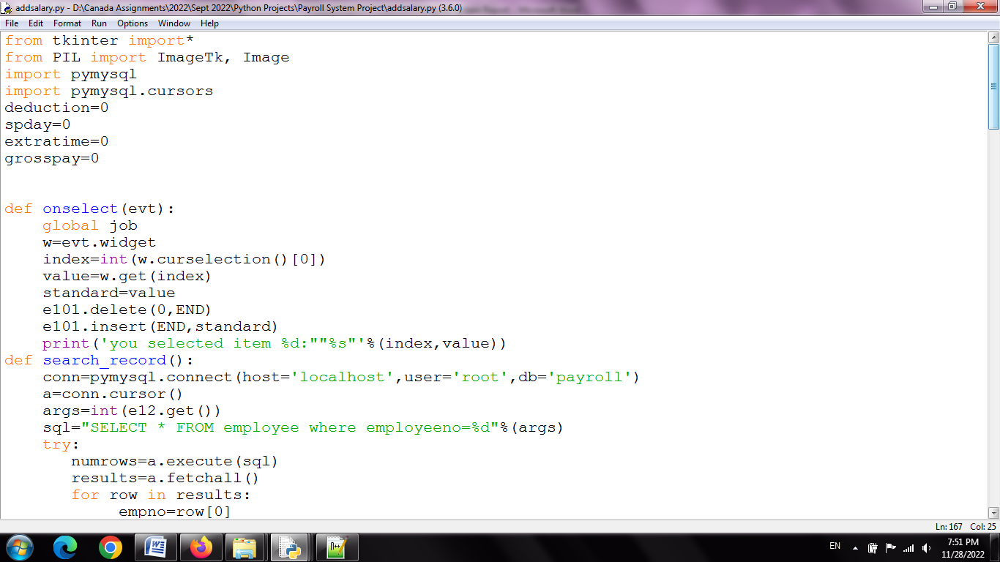 addsalary.py - D:\Canada Assignments\2022\Sept 2022\Python Projects\Payroll System Project\addsalary.py (3.6.0)
File Edit Format Run Options Window Help
from tkinter import*
from PIL import ImageTk, Image
import pymysql
import pymysql.cursors
deduction=0
spday=0
extratime=0
grosspay=0
def onselect(evt):
    global job
    w=evt.widget
    index=int(w.curselection()[0])
    value=w.get(index)
    standard=value
    e101.delete(0,END)
    e101.insert(END,standard)
    print('you selected item %d:""%s"'%(index,value))
def search_record():
    conn=pymysql.connect(host='localhost',user='root',db='payroll')
    a=conn.cursor()
    args=int(e12.get())
    sql="SELECT * FROM employee where employeeno=%d"%(args)
    try:
       numrows=a.execute(sql)
       results=a.fetchall()
       for row in results:
            empno=row[0]
Ln: 167 Col: 25
EN
7:51 PM
11/28/2022